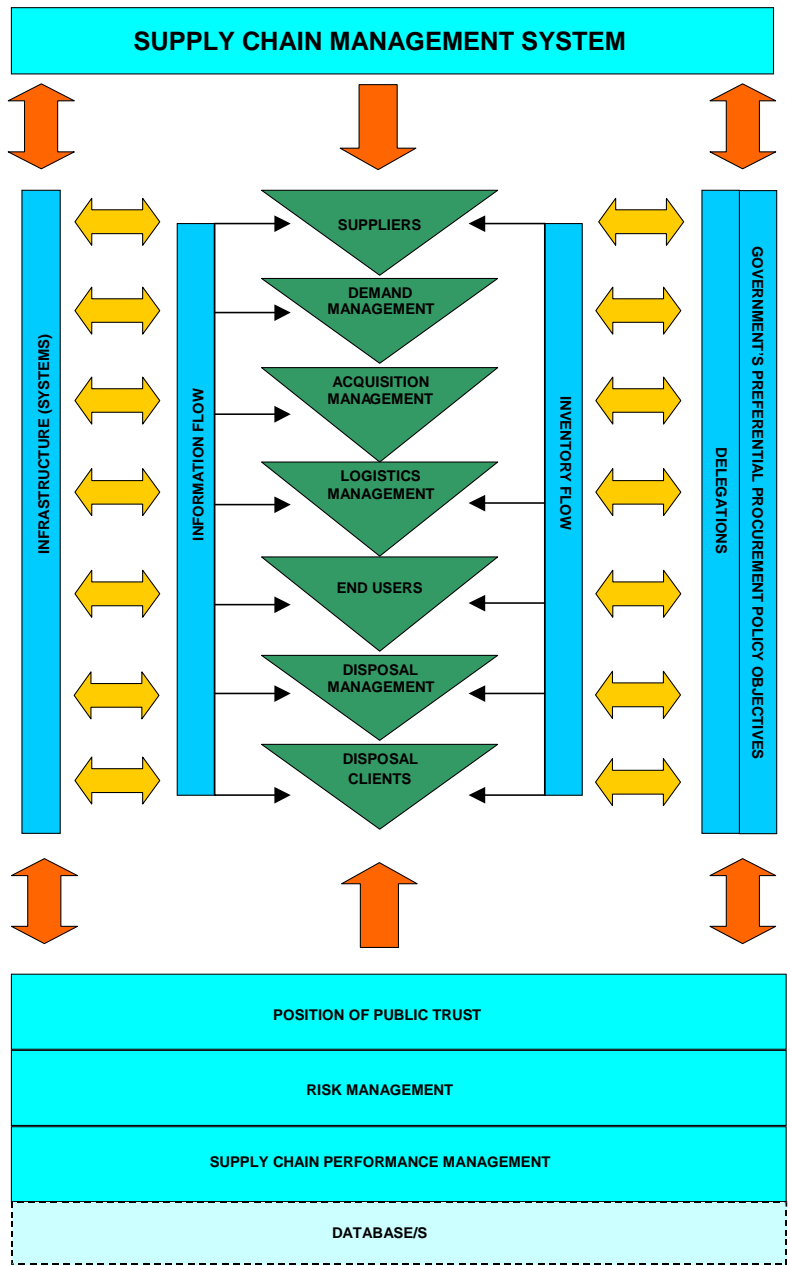 SUPPLY CHAIN MANAGEMENT SYSTEM
INFRASTRUCTURE (SYSTEMS)
INFORMATION FLOW
SUPPLIERS
DEMAND
MANAGEMENT
ACQUISITION
MANAGEMENT
LOGISTICS
MANAGEMENT
END USERS
DISPOSAL
MANAGEMENT
DISPOSAL
CLIENTS
INVENTORY FLOW
DELEGATIONS
GOVERNMENT'S PREFERENTIAL PROCUREMENT POLICY OBJECTIVES
POSITION OF PUBLIC TRUST
RISK MANAGEMENT
SUPPLY CHAIN PERFORMANCE MANAGEMENT
DATABASE/S